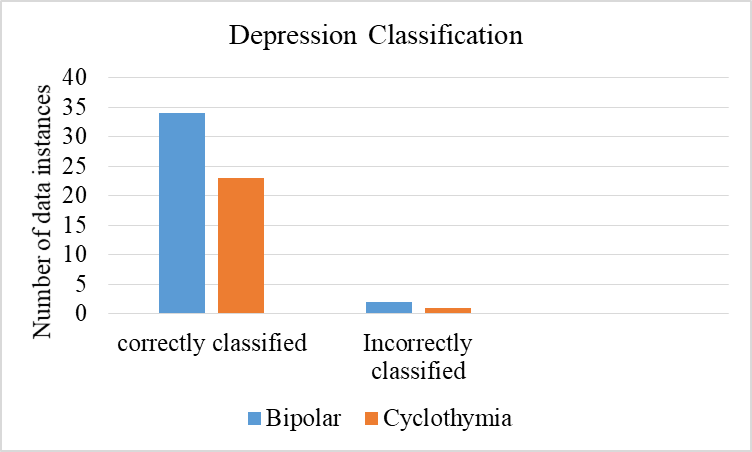 Depression Classification
Number of data instances
40
35
30
25
20
15
10
5
0
correctly classified
Incorrectly
classified
Bipolar
Cyclothymia